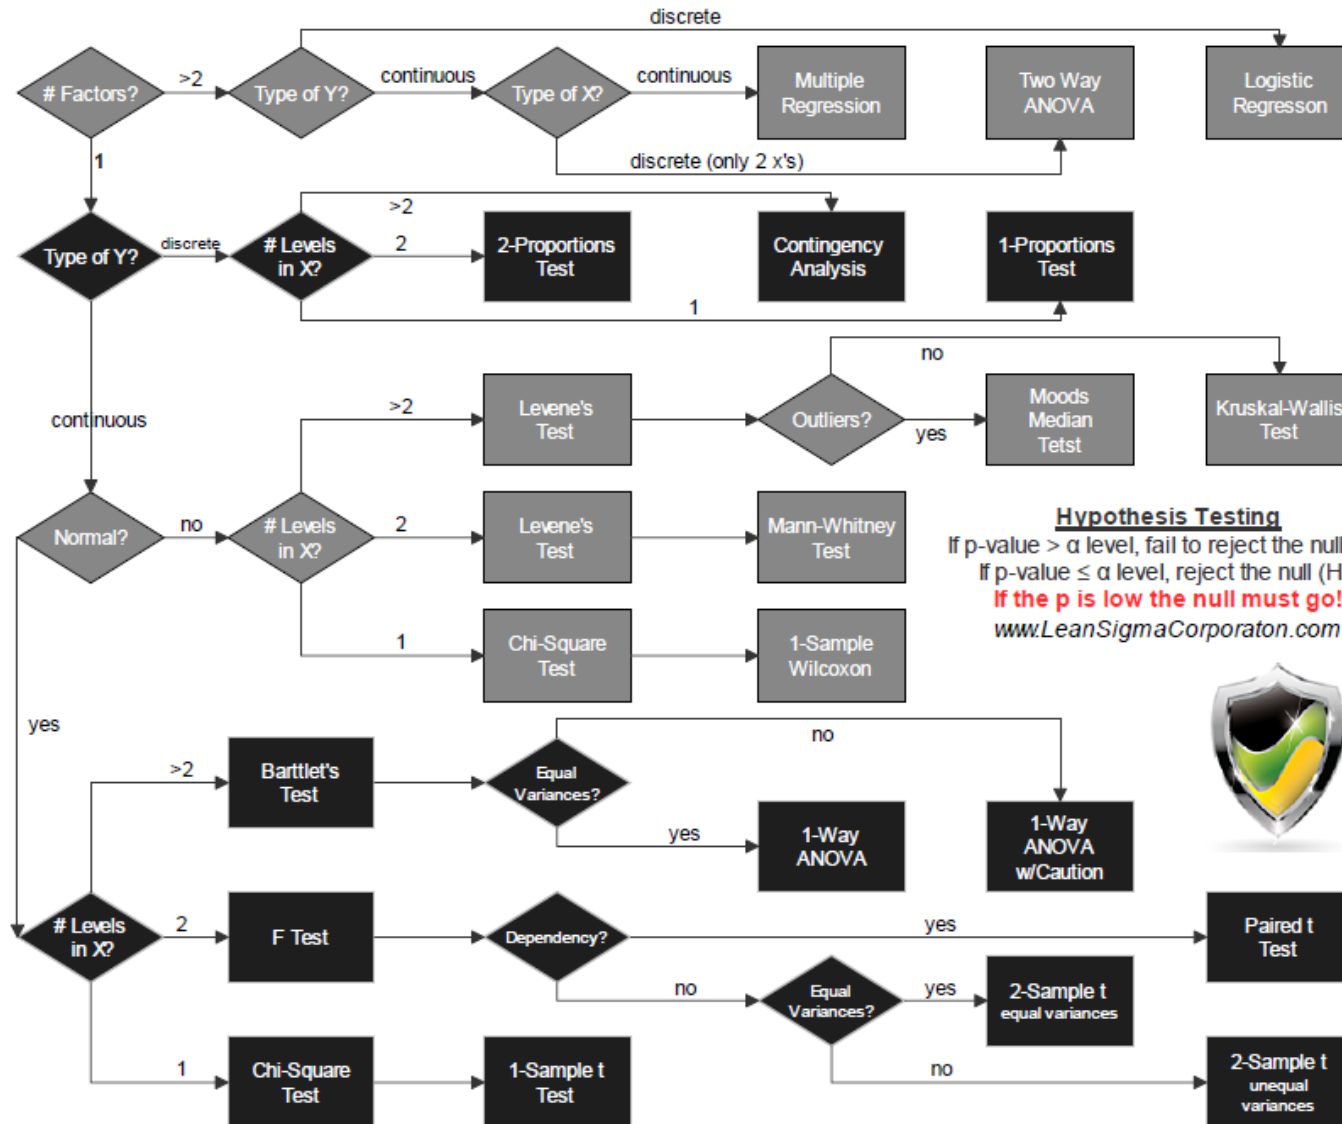 discrete
# Factors?
>2
Type of Y?
continuous
Type of X?
continuous
Multiple
Regression
Two Way
ANOVA
Logistic
Regresson
1
discrete (only 2 x's)
Type of Y?
discrete
# Levels
in X?
>2
2
2-Proportions
Test
Contingency
Analysis
1-Proportions
Test
1
continuous
no
>2
Levene's
Test
Outliers?
yes
Moods
Median
Tetst
Kruskal-Wallis
Test
Normal?
no
# Levels
in X?
2
Levene's
Test
Mann-Whitney
Test
1
Chi-Square
Test
1-Sample
Wilcoxon
Hypothesis Testing
If p-value > α level, fail to reject the null
If p-value ≤ α level, reject the null (H
If the p is low the null must go!
www.LeanSigmaCorporaton.com
yes
>2
Barttlet's
Test
Equal
Variances?
no
yes
1-Way
ANOVA
1-Way
ANOVA
w/Caution
# Levels
in X?
2
F Test
Dependency?
yes
Paired t
Test
no
Equal
Variances?
yes
2-Sample t
equal variances
1
Chi-Square
Test
1-Sample t
Test
no
2-Sample t
unequal
variances